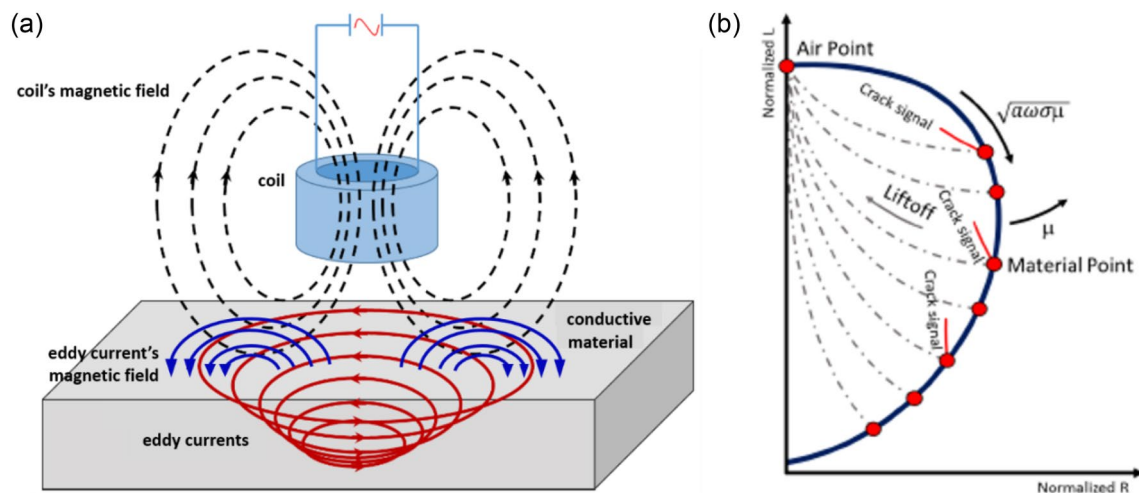 (a)
coil's magnetic field
coil
eddy current's
magnetic field
conductive
material
eddy currents
(b)
Normalized L
Air Point
Crack signal
√αωσμ
Liftoff
Crack signal
μ
Material Point
Crack signal
Normalized R